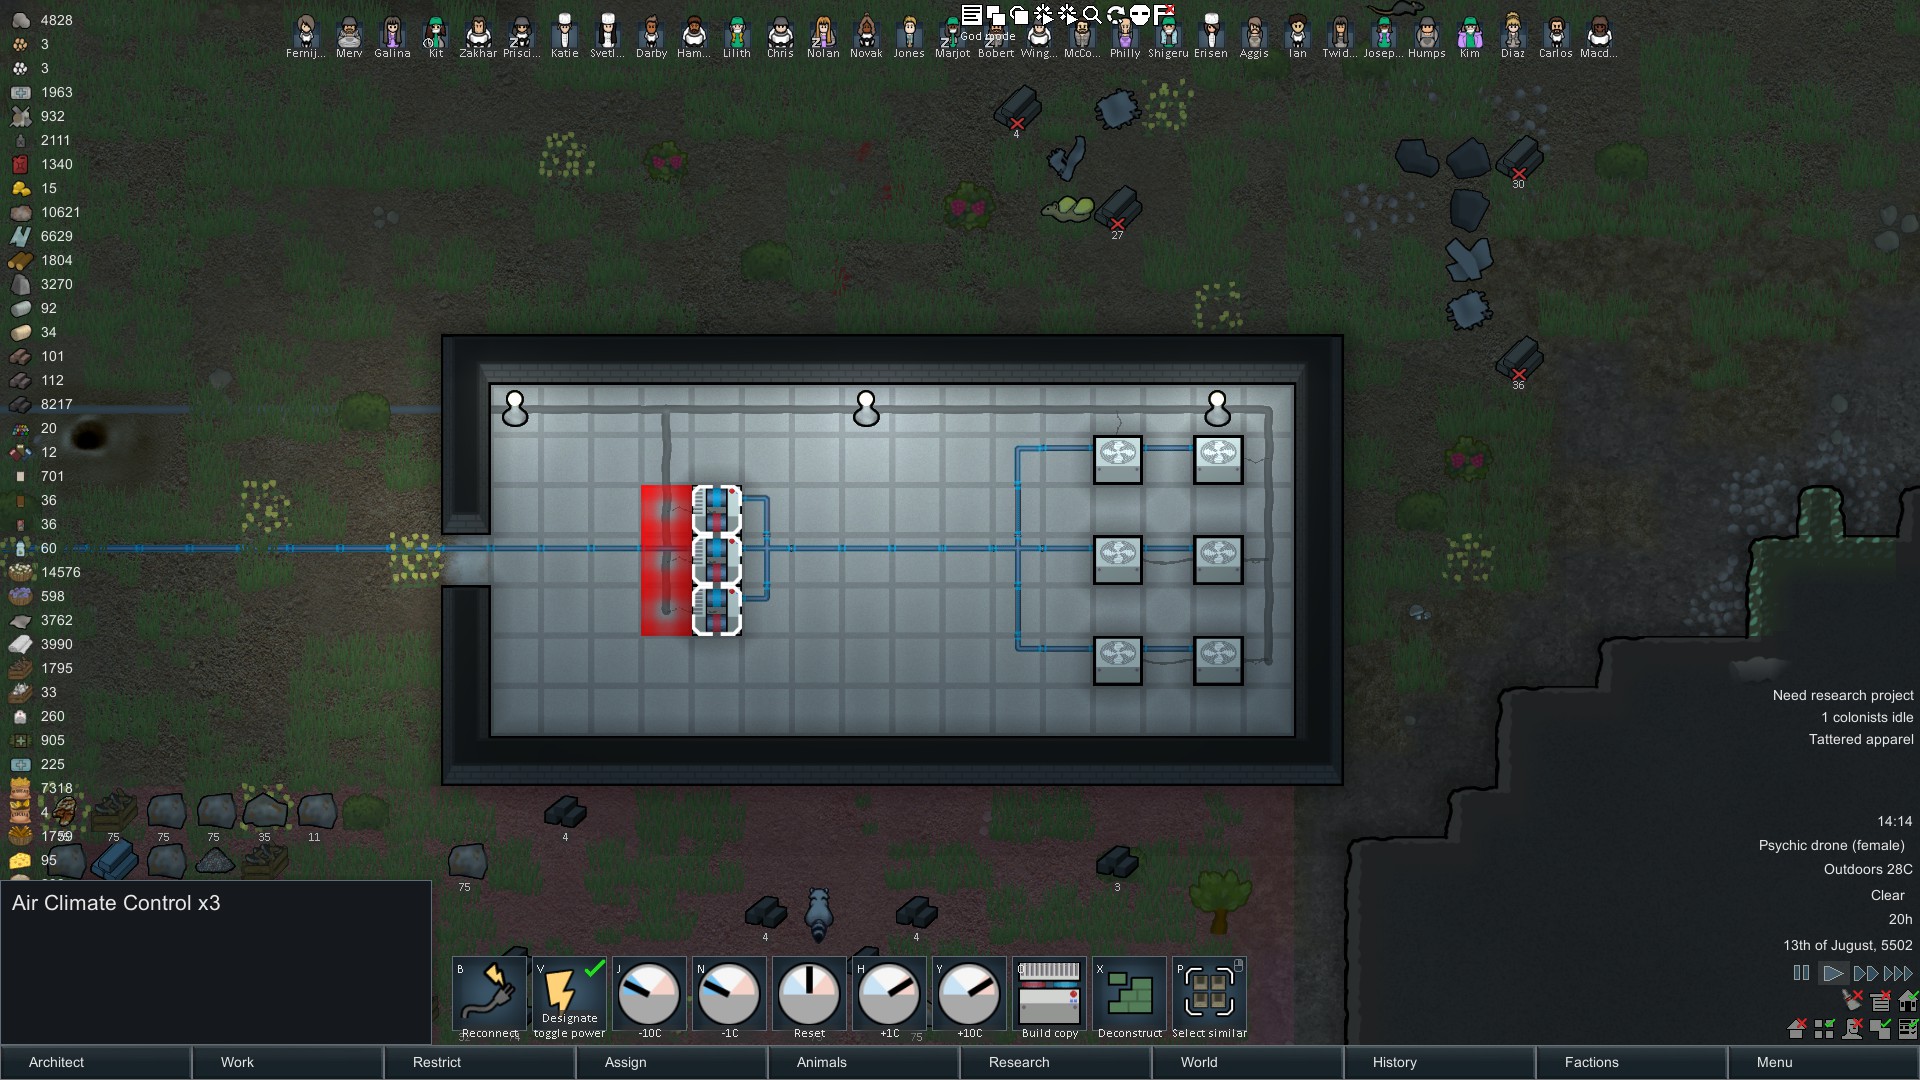 God mode
Fernij... Merv Galina Kit Zakhar Prisci... Katie Svetl... Darby Ham... Lilith Chris Nolan Novak Jones Marjot Bobert Wing... McCo... Philly Shigeru Erisen Aggis Ian Twid... Josep... Humps Kim Diaz Carlos Macd...
4828
3
3
1963
932
2111
1340
15
10621
6629
1804
3270
92
34
101
112
8217
20
12
701
36
36
60
14576
598
3762
3990
1795
33
260
905
225
7318
4
1759
95
4
27
30
36
75 75 75 35 11
4
75
3
4
4
Need research project
1 colonists idle
Tattered apparel
14:14
Psychic drone (female)
Outdoors 28C
Clear
20h
13th of Jugust, 5502
Air Climate Control x3
B V J N H Y X P
Reconnect
Designate
toggle power
-10C
-1C
Reset
+1C
+10C
Build copy
Deconstruct
Select similar
75
Architect Work Restrict Assign Animals Research World History Factions Menu